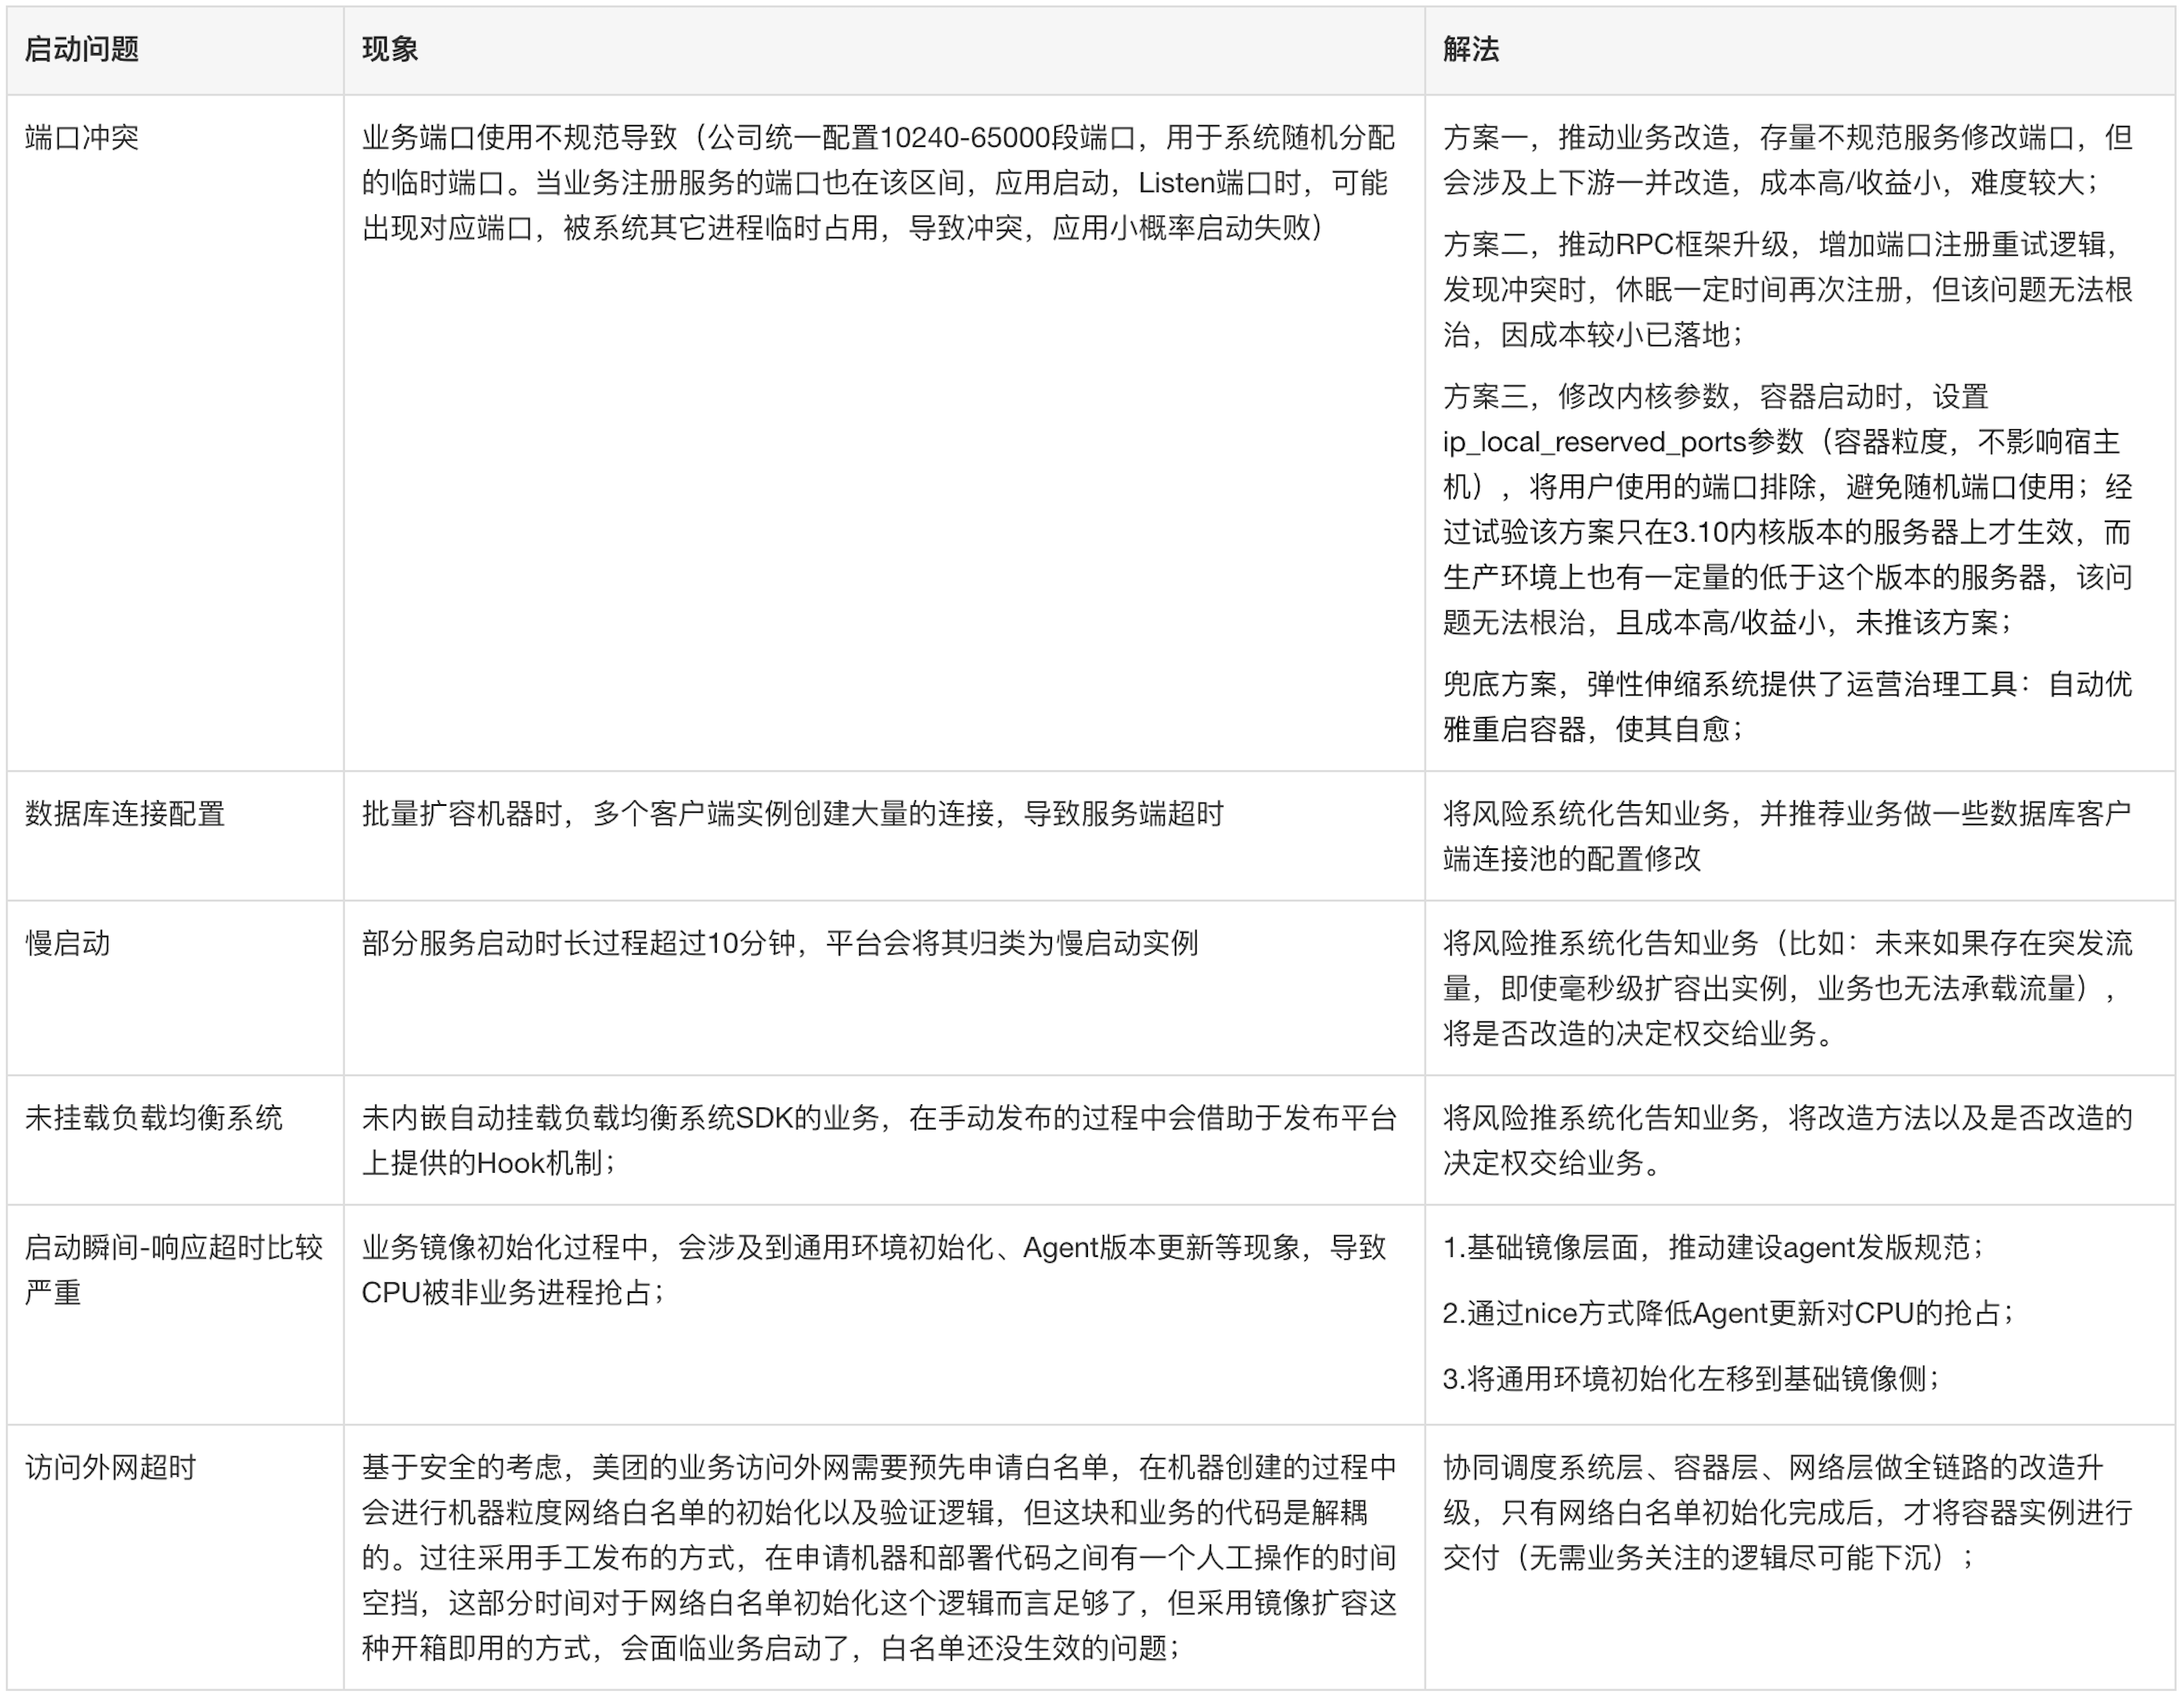 启动问题
现象
解法
端口冲突
业务端口使用不规范导致（公司统一配置10240-65000段端口，用于系统随机分配
的临时端口。当业务注册服务的端口也在该区间，应用启动，Listen端口时，可能
出现对应端口，被系统其它进程临时占用，导致冲突，应用小概率启动失败）
方案一，推动业务改造，存量不规范服务修改端口，但
会涉及上下游一并改造，成本高/收益小，难度较大；
方案二，推动RPC框架升级，增加端口注册重试逻辑，
发现冲突时，休眠一定时间再次注册，但该问题无法根
治，因成本较小已落地；
方案三，修改内核参数，容器启动时，设置
ip_local_reserved_ports参数（容器粒度，不影响宿主
机），将用户使用的端口排除，避免随机端口使用；经
过试验该方案只在3.10内核版本的服务器上才生效，而
生产环境上也有一定量的低于这个版本的服务器，该问
题无法根治，且成本高/收益小，未推该方案；
兜底方案，弹性伸缩系统提供了运营治理工具：自动优
雅重启容器，使其自愈；
数据库连接配置
批量扩容机器时，多个客户端实例创建大量的连接，导致服务端超时
将风险系统化告知业务，并推荐业务做一些数据库客户
端连接池的配置修改
慢启动
部分服务启动时长过程超过10分钟，平台会将其归类为慢启动实例
将风险推系统化告知业务（比如：未来如果存在突发流
量，即使毫秒级扩容出实例，业务也无法承载流量），
将是否改造的决定权交给业务。
未挂载负载均衡系统
未内嵌自动挂载负载均衡系统SDK的业务，在手动发布的过程中会借助于发布平台
上提供的Hook机制；
将风险推系统化告知业务，将改造方法以及是否改造的
决定权交给业务。
启动瞬间-响应超时比较
严重
业务镜像初始化过程中，会涉及到通用环境初始化、Agent版本更新等现象，导致
CPU被非业务进程抢占；
1.基础镜像层面，推动建设agent发版规范；
2.通过nice方式降低Agent更新对CPU的抢占；
3.将通用环境初始化左移到基础镜像侧；
访问外网超时
基于安全的考虑，美团的业务访问外网需要预先申请白名单，在机器创建的过程中
会进行机器粒度网络白名单的初始化以及验证逻辑，但这块和业务的代码是解耦
的。过往采用手工发布的方式，在申请机器和部署代码之间有一个人工操作的时间
空挡，这部分时间对于网络白名单初始化这个逻辑而言足够了，但采用镜像扩容这
种开箱即用的方式，会面临业务启动了，白名单还没生效的问题；
协同调度系统层、容器层、网络层做全链路的改造升
级，只有网络白名单初始化完成后，才将容器实例进行
交付（无需业务关注的逻辑尽可能下沉）；